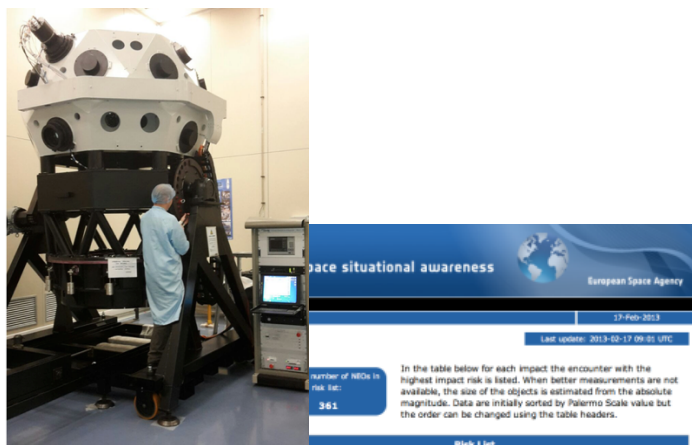 pace situational awareness
European Space Agency
17-Feb-2013
Last update: 2013-02-17 09:01 UTC
number of NEOs in
risk list:
361
In the table below for each impact the encounter with the
highest impact risk is listed. When better measurements are not
available, the size of the objects is estimated from the absolute
magnitude. Data are initially sorted by Palermo Scale value but
the order can be changed using the table headers.
Risk List